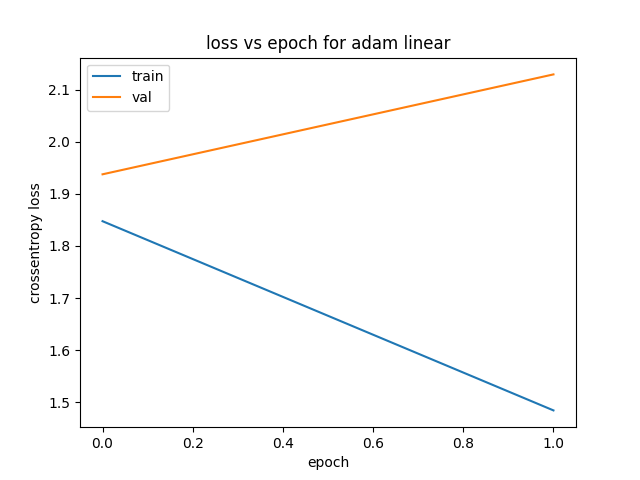 loss vs epoch for adam linear
train
val
crossentropy loss
2.1
2.0
1.9
1.8
1.7
1.6
1.5
0.0 0.2 0.4 0.6 0.8 1.0
epoch